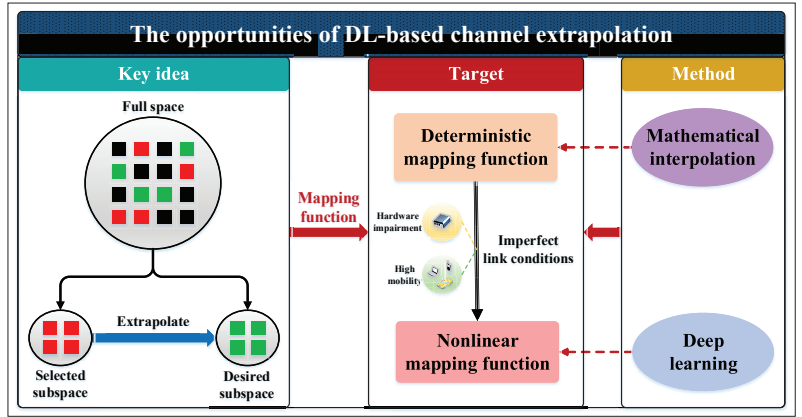 The opportunities of DL-based channel extrapolation
Key idea
Full space
Extrapolate
Selected
subspace
Desired
subspace
Mapping
function
Target
Deterministic
mapping function
Hardware
impairment
High
mobility
Imperfect
link conditions
Nonlinear
mapping function
Method
Mathematical
interpolation
Deep
learning